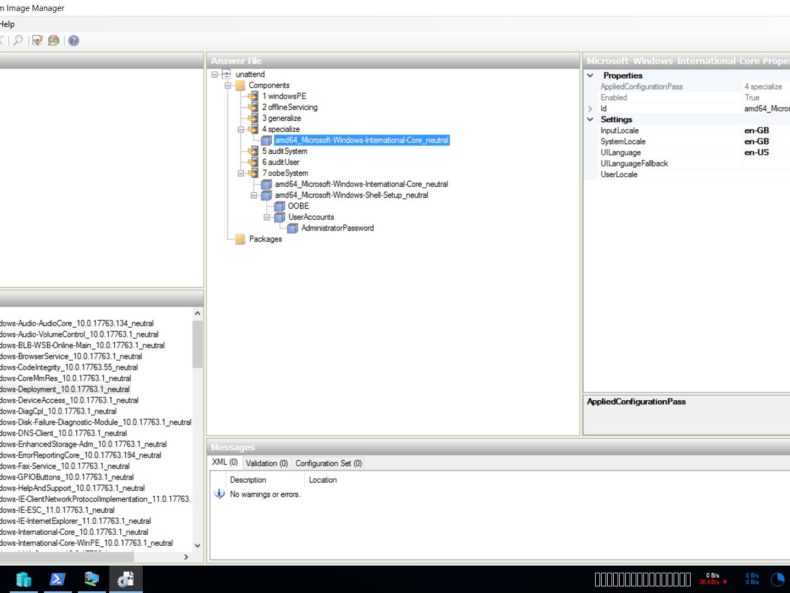 m Image Manager
Help
Answer File
unattend
Components
1 windowsPE
2 offlineServicing
3 generalize
4 specialize
amd64_Microsoft-Windows-International-Core_neutral
5 auditSystem
6 auditUser
7 oobeSystem
amd64_Microsoft-Windows-International-Core_neutral
amd64_Microsoft-Windows-Shell-Setup_neutral
OOBE
UserAccounts
AdministratorPassword
Packages
Microsoft-Windows-International-Core Prope
Properties
AppliedConfigurationPass 4 specialize
Enabled True
Id amd64_Micros
Settings
InputLocale en-GB
SystemLocale en-GB
UILanguage en-US
UILanguageFallback
UserLocale
AppliedConfigurationPass
dows-Audio-AudioCore_10.0.17763.134_neutral
dows-Audio-VolumeControl_10.0.17763.1_neutral
dows-BLB-WSB-Online-Main_10.0.17763.1_neutral
dows-BrowserService_10.0.17763.1_neutral
dows-CodeIntegrity_10.0.17763.55_neutral
dows-CoreMmRes_10.0.17763.1_neutral
dows-Deployment_10.0.17763.1_neutral
dows-DeviceAccess_10.0.17763.1_neutral
dows-DiagCpl_10.0.17763.1_neutral
dows-Disk-Failure-Diagnostic-Module_10.0.17763.1_neutral
dows-DNS-Client_10.0.17763.1_neutral
dows-EnhancedStorage-Adm_10.0.17763.1_neutral
dows-ErrorReportingCore_10.0.17763.194_neutral
dows-Fax-Service_10.0.17763.1_neutral
dows-GPIOButtons_10.0.17763.1_neutral
dows-HelpAndSupport_10.0.17763.1_neutral
dows-IE-ClientNetworkProtocolImplementation_11.0.17763.
dows-IE-ESC_11.0.17763.1_neutral
dows-IE-InternetExplorer_11.0.17763.1_neutral
dows-International-Core_10.0.17763.1_neutral
dows-International-Core-WinPE_10.0.17763.1_neutral
Messages
XML (0) Validation (0) Configuration Set (0)
Description Location
No warnings or errors.
0 B/s 0 B/s
0 B/s